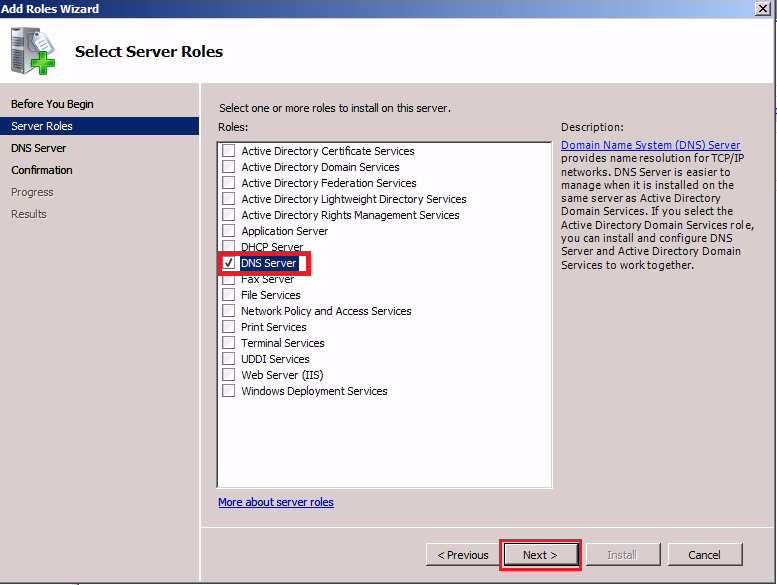 Add Roles Wizard
Select Server Roles
Before You Begin
Server Roles
DNS Server
Confirmation
Progress
Results
Select one or more roles to install on this server.
Roles:
Active Directory Certificate Services
Active Directory Domain Services
Active Directory Federation Services
Active Directory Lightweight Directory Services
Active Directory Rights Management Services
Application Server
DHCP Server
DNS Server
Fax Server
File Services
Network Policy and Access Services
Print Services
Terminal Services
UDDI Services
Web Server (IIS)
Windows Deployment Services
More about server roles
Description:
Domain Name System (DNS) Server
provides name resolution for TCP/IP
networks. DNS Server is easier to
manage when it is installed on the
same server as Active Directory
Domain Services. If you select the
Active Directory Domain Services role,
you can install and configure DNS
Server and Active Directory Domain
Services to work together.
< Previous
Next >
Install
Cancel